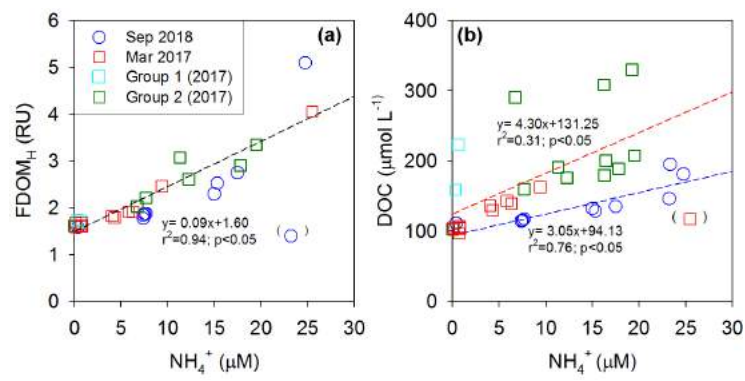 (a)
Sep 2018
Mar 2017
Group 1 (2017)
Group 2 (2017)
6
5
4
3
2
1
0
FDOM_H (RU)
y= 0.09x+1.60
r²=0.94; p<0.05
( )
0 5 10 15 20 25 30
NH₄⁺ (μM)
(b)
400
300
200
100
0
DOC (μmol L⁻¹)
y= 4.30x+131.25
r²=0.31; p<0.05
( )
y= 3.05x+94.13
r²=0.76; p<0.05
0 5 10 15 20 25 30
NH₄⁺ (μM)